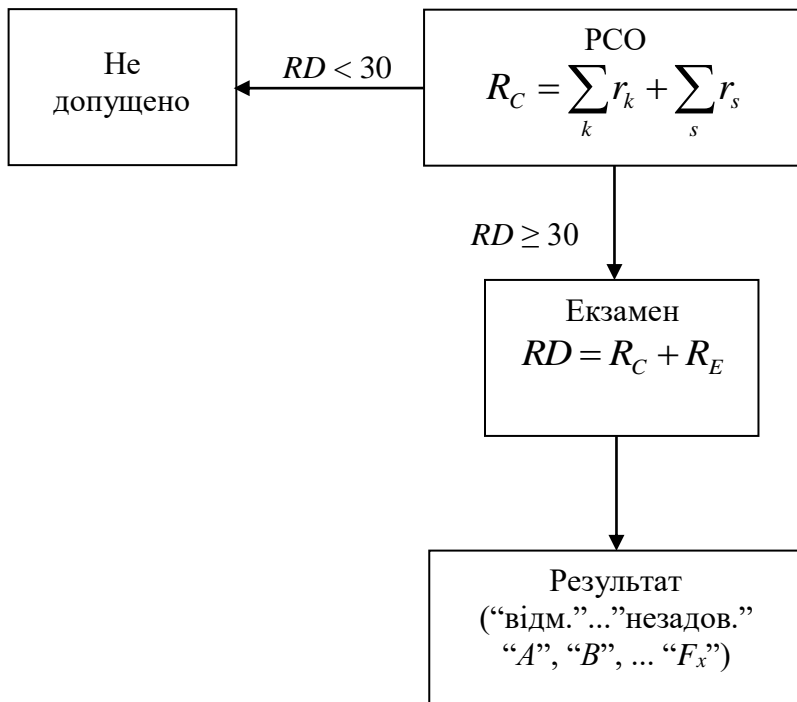 Не
допущено
RD < 30
РСО
R_C = ∑_k r_k + ∑_s r_s
RD ≥ 30
Екзамен
RD = R_C + R_E
Результат
(“відм.”...”незадов.”
“A”, “B”, ... “F_x”)